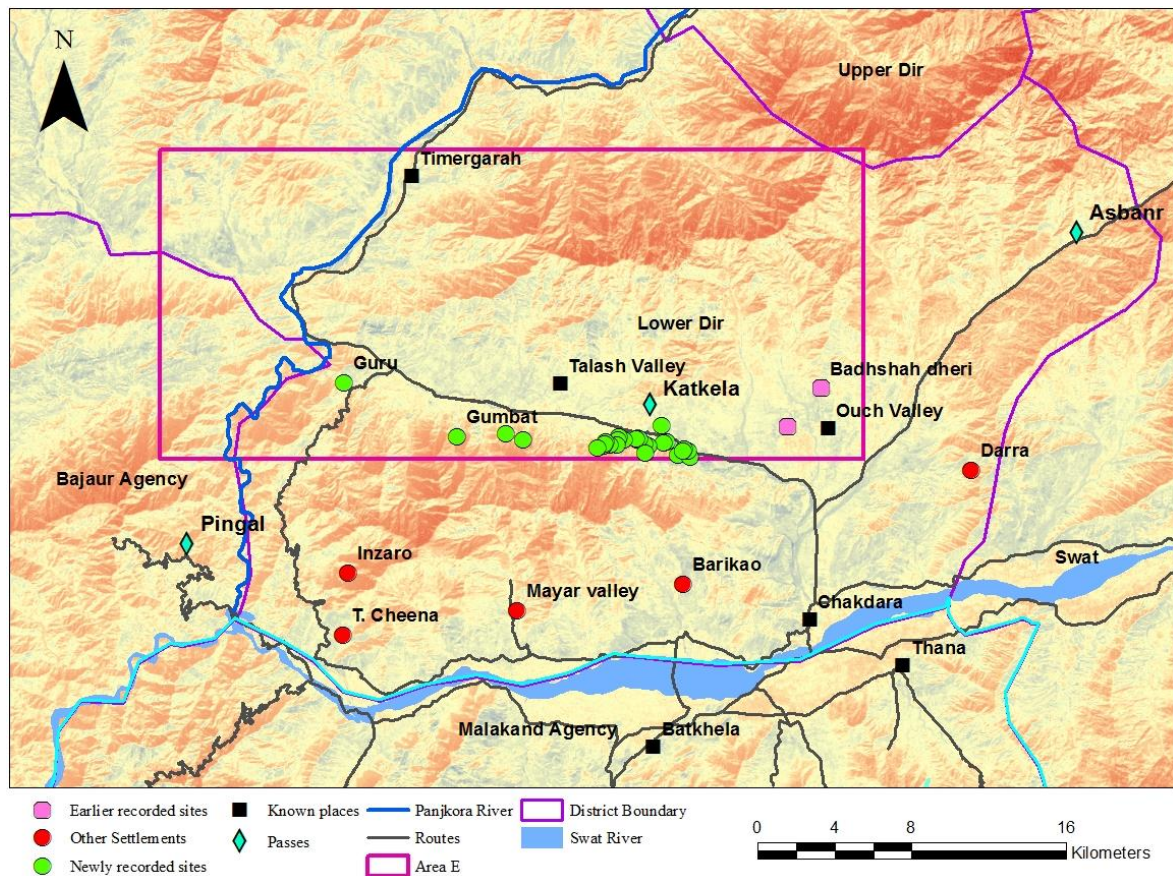 N
Upper Dir
Timergarah
Asbanr
Lower Dir
Guru
Talash Valley
Badhshah dheri
Katkela
Ouch Valley
Gumbat
Darra
Bajaur Agency
Pingal
Inzaro
Barikao
Swat
Mayar valley
T. Cheena
Chakdara
Thana
Malakand Agency
Batkhela
Earlier recorded sites
Known places
Panjkora River
District Boundary
Other Settlements
Passes
Routes
Swat River
Newly recorded sites
Area E
0 4 8 16
Kilometers